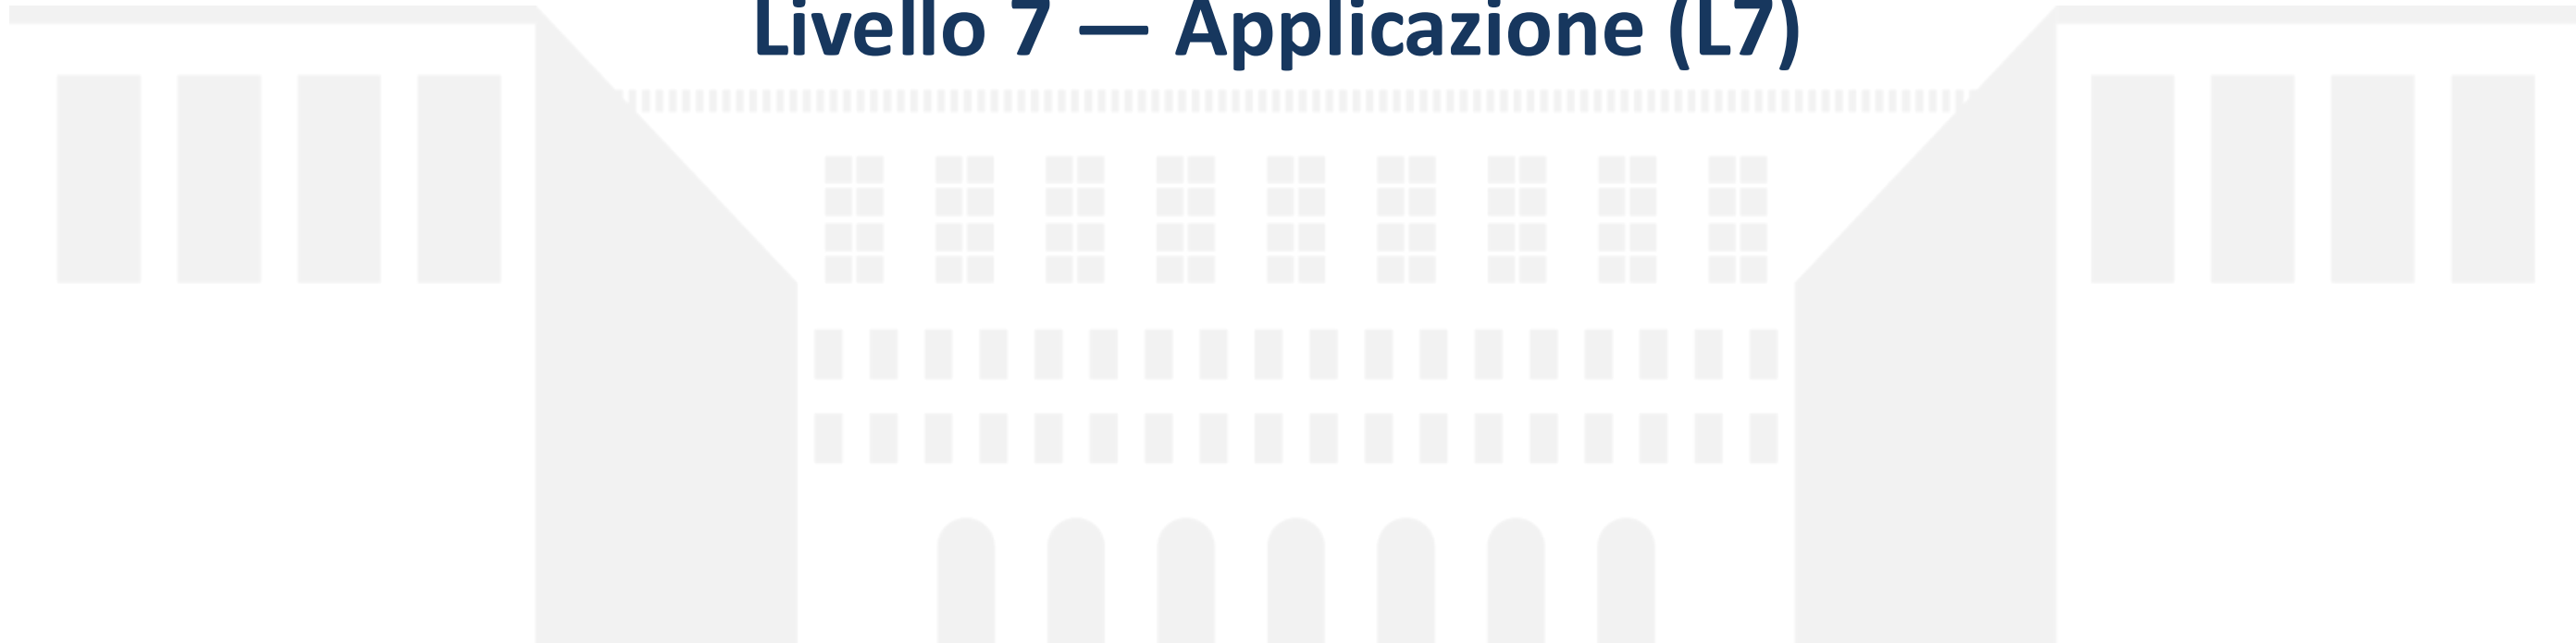 Livello 7 — Applicazione (L7)